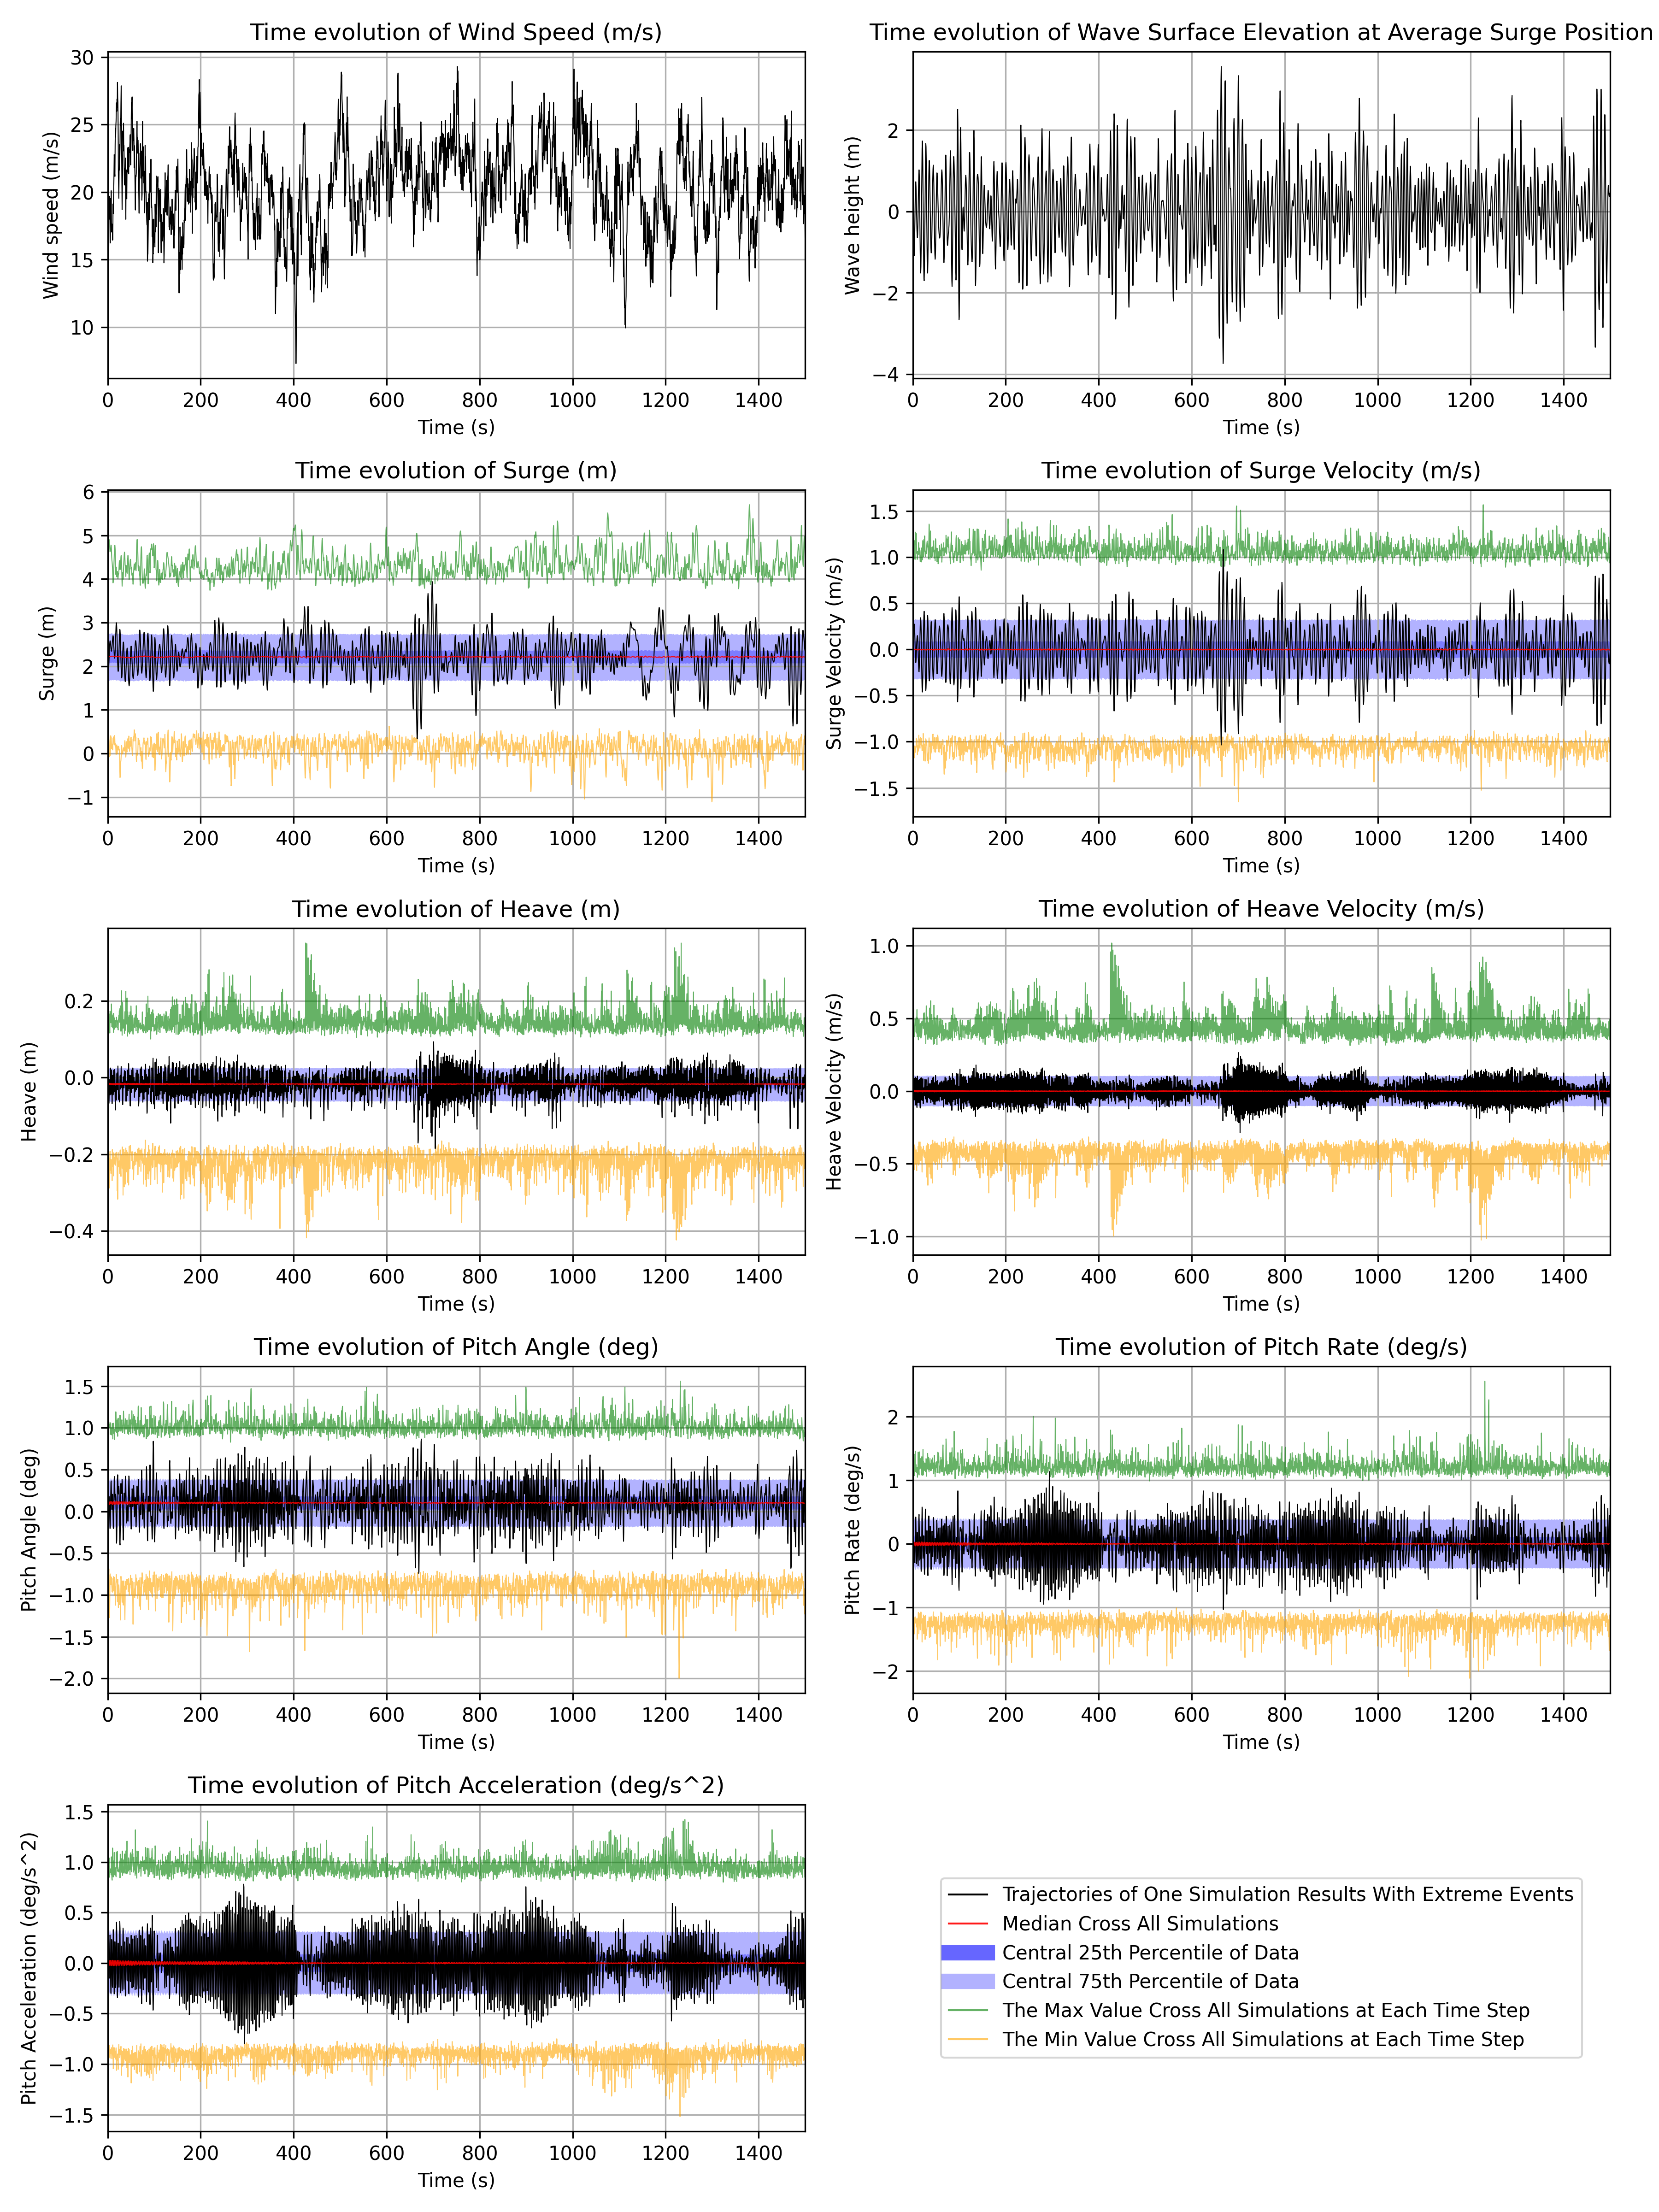 Time evolution of Wind Speed (m/s)
30
25
20
15
10
Wind speed (m/s)
0 200 400 600 800 1000 1200 1400
Time (s)
Time evolution of Wave Surface Elevation at Average Surge Position
2
0
−2
−4
Wave height (m)
0 200 400 600 800 1000 1200 1400
Time (s)
Time evolution of Surge (m)
6
5
4
3
2
1
0
−1
Surge (m)
0 200 400 600 800 1000 1200 1400
Time (s)
Time evolution of Surge Velocity (m/s)
1.5
1.0
0.5
0.0
−0.5
−1.0
−1.5
Surge Velocity (m/s)
0 200 400 600 800 1000 1200 1400
Time (s)
Time evolution of Heave (m)
0.2
0.0
−0.2
−0.4
Heave (m)
0 200 400 600 800 1000 1200 1400
Time (s)
Time evolution of Heave Velocity (m/s)
1.0
0.5
0.0
−0.5
−1.0
Heave Velocity (m/s)
0 200 400 600 800 1000 1200 1400
Time (s)
Time evolution of Pitch Angle (deg)
1.5
1.0
0.5
0.0
−0.5
−1.0
−1.5
−2.0
Pitch Angle (deg)
0 200 400 600 800 1000 1200 1400
Time (s)
Time evolution of Pitch Rate (deg/s)
2
1
0
−1
−2
Pitch Rate (deg/s)
0 200 400 600 800 1000 1200 1400
Time (s)
Time evolution of Pitch Acceleration (deg/s^2)
1.5
1.0
0.5
0.0
−0.5
−1.0
−1.5
Pitch Acceleration (deg/s^2)
0 200 400 600 800 1000 1200 1400
Time (s)
Trajectories of One Simulation Results With Extreme Events
Median Cross All Simulations
Central 25th Percentile of Data
Central 75th Percentile of Data
The Max Value Cross All Simulations at Each Time Step
The Min Value Cross All Simulations at Each Time Step